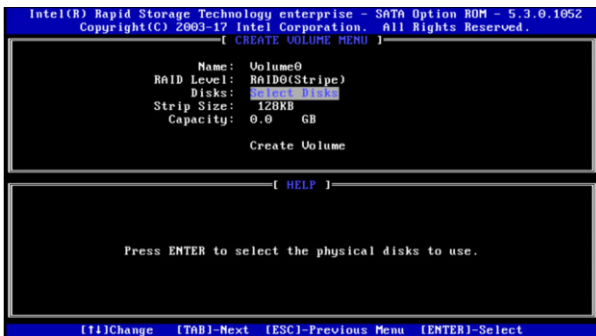 Intel(R) Rapid Storage Technology enterprise - SATA Option ROM - 5.3.0.1052
Copyright(C) 2003-17 Intel Corporation. All Rights Reserved.
[ CREATE VOLUME MENU ]
Name: Volume0
RAID Level: RAID0(Stripe)
Disks: Select Disks
Strip Size: 128KB
Capacity: 0.0 GB
Create Volume
[ HELP ]
Press ENTER to select the physical disks to use.
[↑↓]Change [TAB]-Next [ESC]-Previous Menu [ENTER]-Select